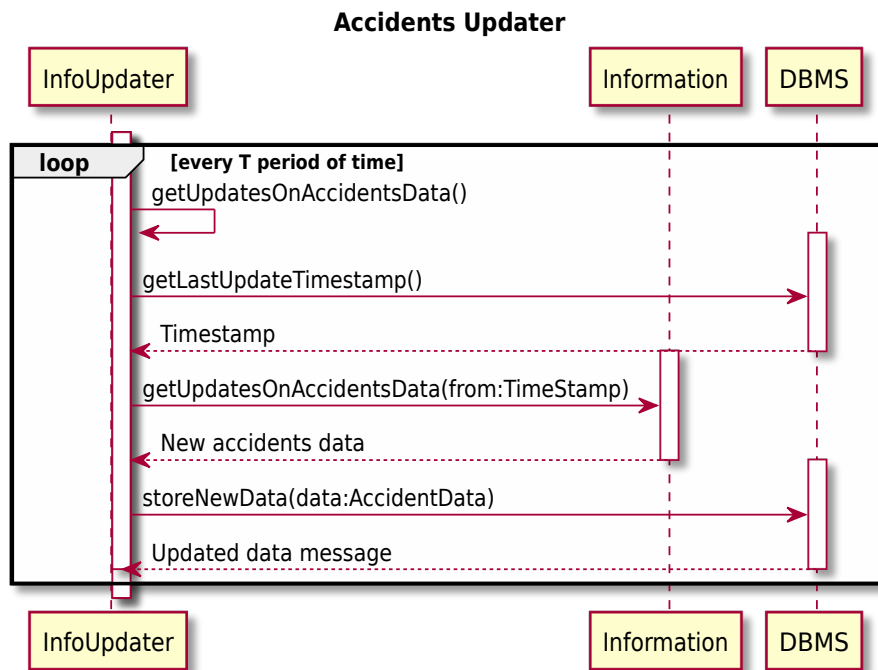 Accidents Updater
InfoUpdater
Information
DBMS
loop
[every T period of time]
getUpdatesOnAccidentsData()
getLastUpdateTimestamp()
Timestamp
getUpdatesOnAccidentsData(from:TimeStamp)
New accidents data
storeNewData(data:AccidentData)
Updated data message
InfoUpdater
Information
DBMS